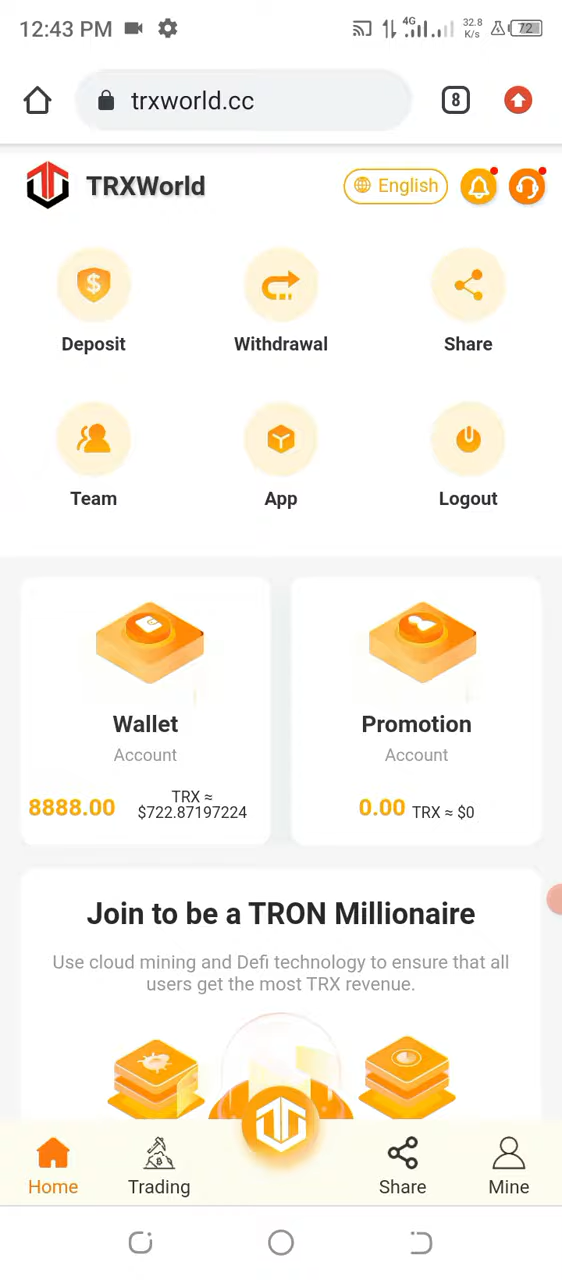 12:43 PM 4G 32.8 K/s 72
trxworld.cc 8
TRXWorld English
Deposit Withdrawal Share
Team App Logout
Wallet Promotion
Account Account
8888.00 TRX ≈ $722.87197224 0.00 TRX ≈ $0
Join to be a TRON Millionaire
Use cloud mining and Defi technology to ensure that all
users get the most TRX revenue.
Home Trading Share Mine